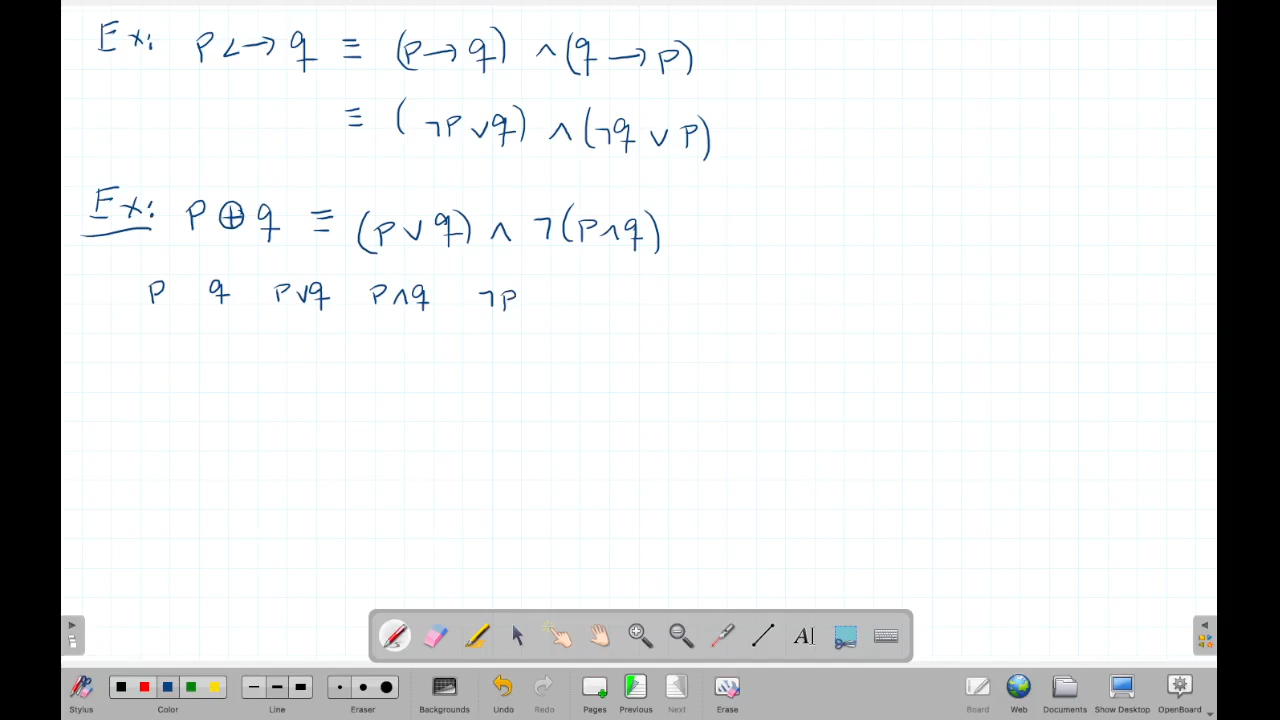 Ex: p <-> q ≡ (p → q) ∧ (q → p)
≡ (¬p ∨ q) ∧ (¬q ∨ p)
Ex: p ⊕ q ≡ (p ∨ q) ∧ ¬(p ∧ q)
p q p∨q p∧q ¬p
A|
Stylus Color Line Eraser Backgrounds Undo Redo Pages Previous Next Erase Board Web Documents Show Desktop OpenBoard